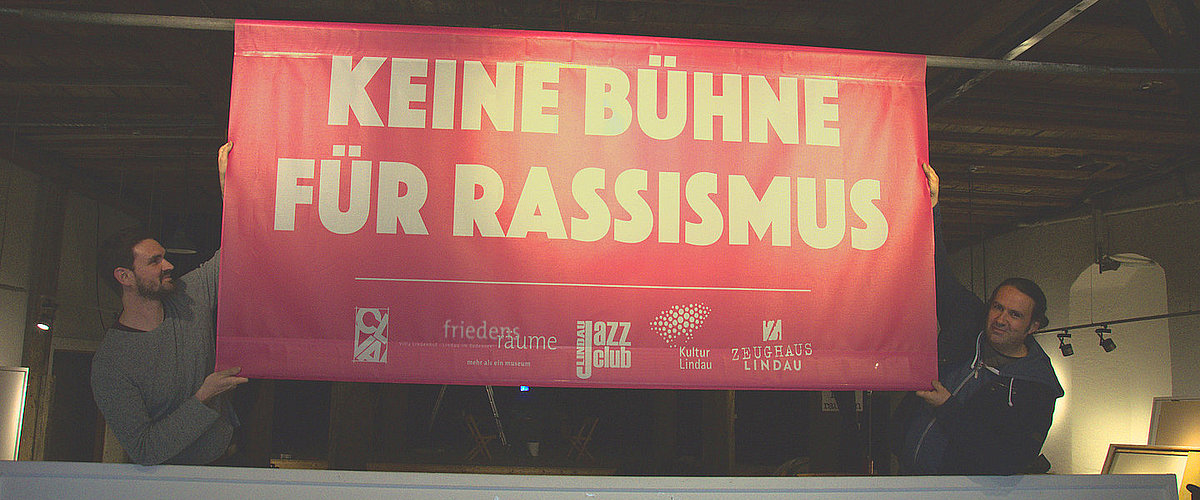 KEINE BÜHNE
FÜR RASSISMUS
friedens
räume
mehr als ein museum
LINDAU
Jazz
club
Kultur
Lindau
ZEUGHAUS
LINDAU